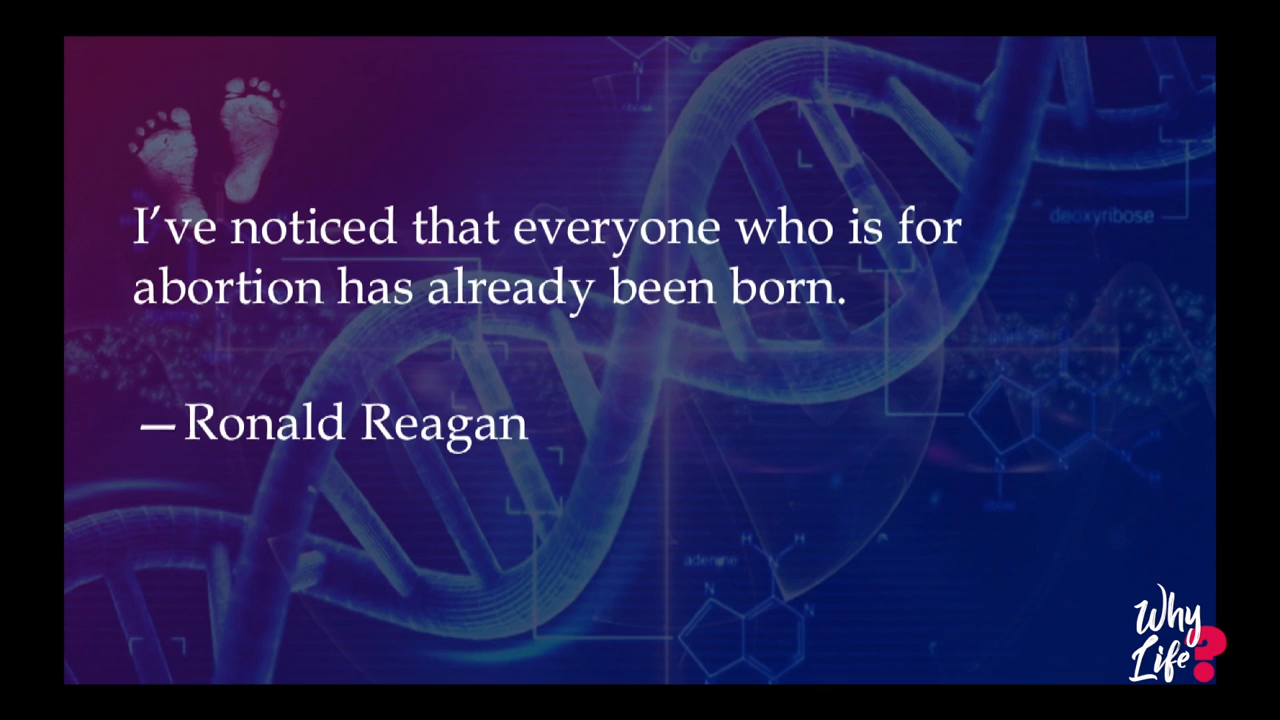 I've noticed that everyone who is for
abortion has already been born.
—Ronald Reagan
deoxyribose
adenine
N
N
H
H
N
N
N
Why
Life?